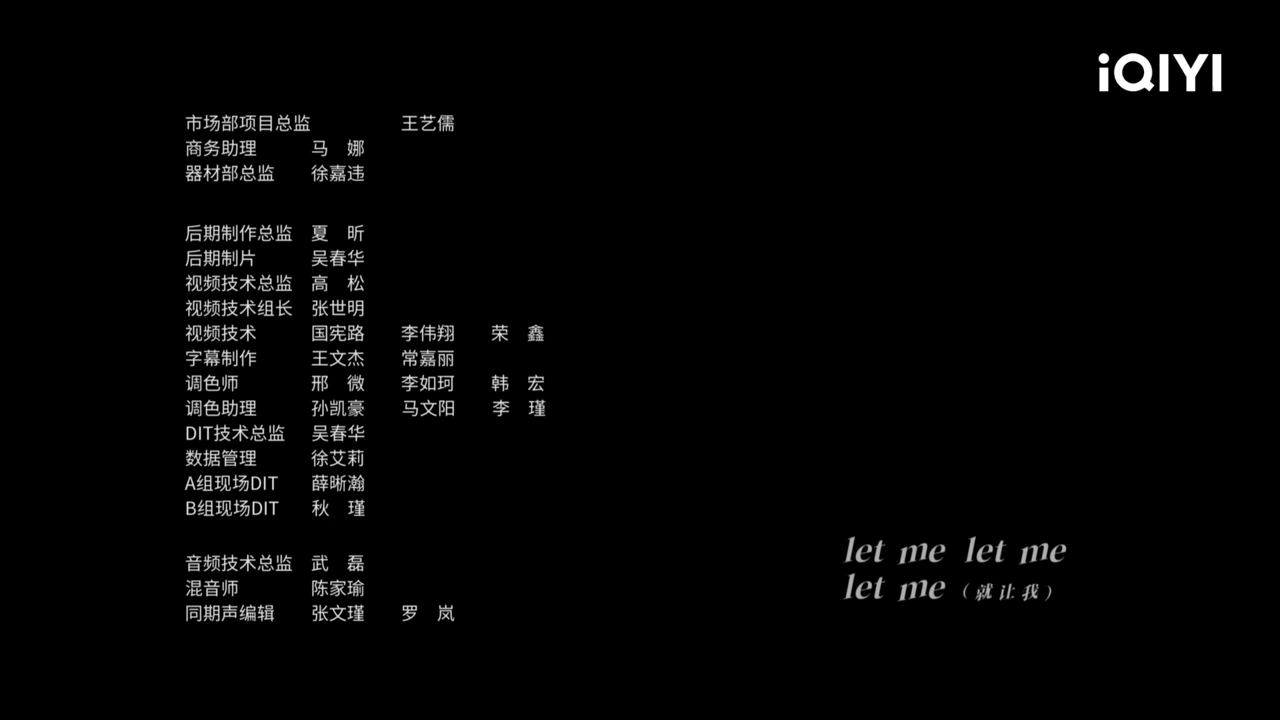 iQIYI
市场部项目总监 王艺儒
商务助理 马 娜
器材部总监 徐嘉违
后期制作总监 夏 昕
后期制片 吴春华
视频技术总监 高 松
视频技术组长 张世明
视频技术 国宪路 李伟翔 荣 鑫
字幕制作 王文杰 常嘉丽
调色师 邢 微 李如珂 韩 宏
调色助理 孙凯豪 马文阳 李 瑾
DIT技术总监 吴春华
数据管理 徐艾莉
A组现场DIT 薛晰瀚
B组现场DIT 秋 瑾
音频技术总监 武 磊
混音师 陈家瑜
同期声编辑 张文瑾 罗 岚
let me let me
let me（就让我）